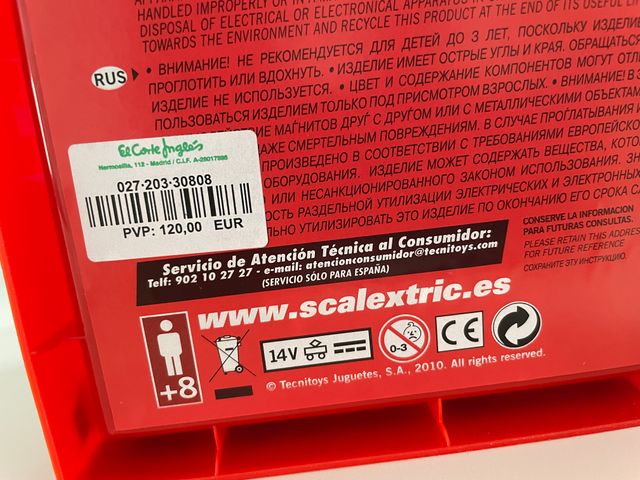 HANDLED IMPROPERLY OR IN
DISPOSAL OF ELECTRICAL OR ELECTRONICAL APPARATUS IN
TOWARDS THE ENVIRONMENT AND RECYCLE THIS PRODUCT AT THE END OF ITS USEFUL
RUS
• ВНИМАНИЕ! НЕ РЕКОМЕНДУЕТСЯ ДЛЯ ДЕТЕЙ ДО 3 ЛЕТ, ПОСКОЛЬКУ ИЗДЕЛИЕ
ПРОГЛОТИТЬ ИЛИ ВДОХНУТЬ. • ИЗДЕЛИЕ ИМЕЕТ ОСТРЫЕ УГЛЫ И КРАЯ. ОБРАЩАТЬСЯ
ИЗДЕЛИЕ НЕ ИСПОЛЬЗУЕТСЯ. • ЦВЕТ И СОДЕРЖАНИЕ КОМПОНЕНТОВ МОГУТ
ПОЛЬЗОВАТЬСЯ ИЗДЕЛИЕМ ТОЛЬКО ПОД ПРИСМОТРОМ ВЗРОСЛЫХ. • ВНИМАНИЕ! В
МАГНИТОВ ДРУГ С ДРУГОМ ИЛИ С МЕТАЛЛИЧЕСКИМИ ОБЪЕКТАМИ
ДАЖЕ СМЕРТЕЛЬНЫМ ПОВРЕЖДЕНИЯМ. В СЛУЧАЕ ПРОГЛАТЫВАНИЯ
ПРОИЗВЕДЕНО В СООТВЕТСТВИИ С ТРЕБОВАНИЯМИ
ОБОРУДОВАНИЯ. ИЗДЕЛИЕ МОЖЕТ СОДЕРЖАТЬ ВЕЩЕСТВА,
ИЛИ НЕСАНКЦИОНИРОВАННОГО ЗАКОНОМ ИСПОЛЬЗОВАНИЯ.
РАЗДЕЛЬНОЙ УТИЛИЗАЦИИ ЭЛЕКТРИЧЕСКИХ И ЭЛЕКТРОННЫХ
УТИЛИЗИРОВАТЬ ЭТО ИЗДЕЛИЕ ПО ОКОНЧАНИЮ ЕГО СРОКА
El Corte Inglés
Hermosilla, 112 - Madrid / C.I.F. A-28017895
027-203-30808
PVP: 120,00 EUR
CONSERVE LA INFORMACION
PARA FUTURAS CONSULTAS.
PLEASE RETAIN THIS ADDRESS
FOR FUTURE REFERENCE
СОХРАНИТЕ ЭТУ ИНСТРУКЦИЮ.
Servicio de Atención Técnica al Consumidor:
Telf: 902 10 27 27 - e-mail: atencionconsumidor@tecnitoys.com
(SERVICIO SÓLO PARA ESPAÑA)
www.scalextric.es
+8
14V
0-3
CE
© Tecnitoys Juguetes, S.A., 2010. All rights reserved.